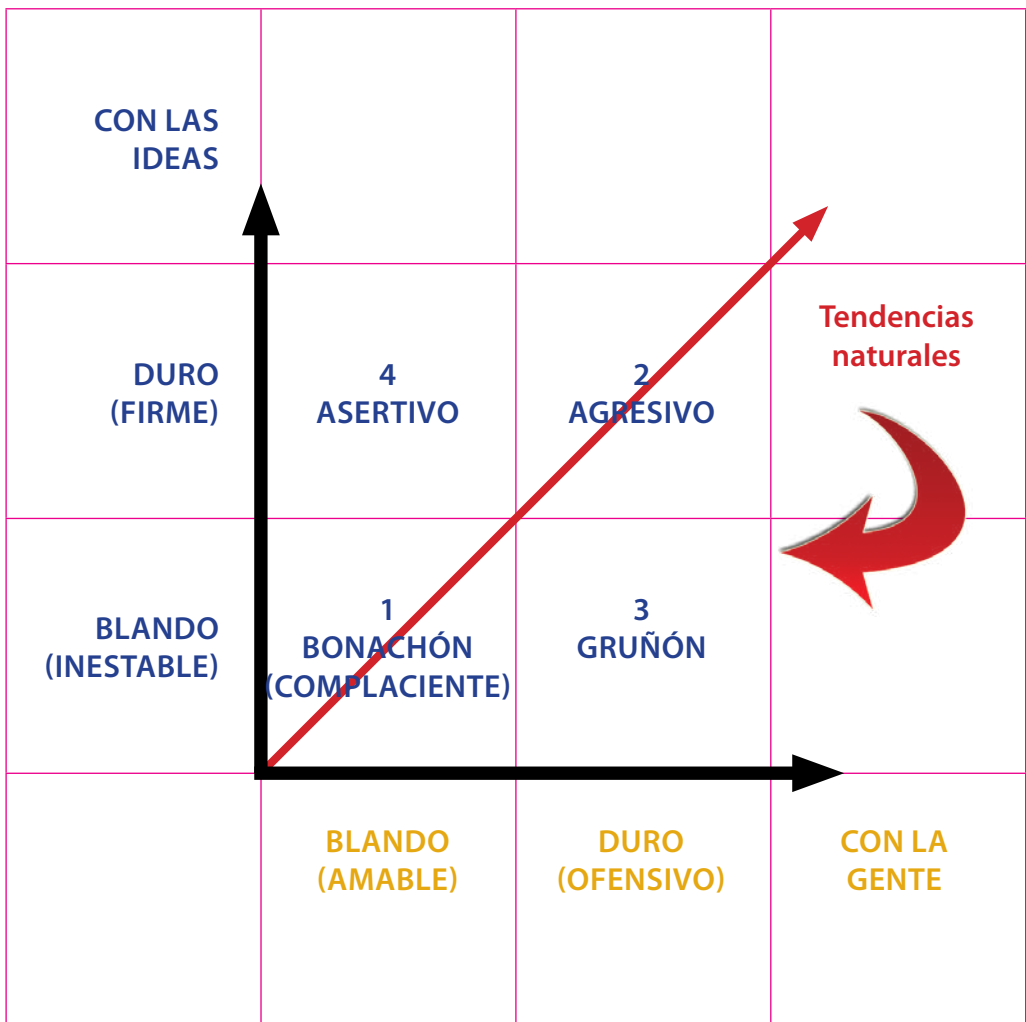 CON LAS
IDEAS
Tendencias
naturales
DURO
(FIRME)
4
ASERTIVO
2
AGRESIVO
BLANDO
(INESTABLE)
1
BONACHÓN
(COMPLACIENTE)
3
GRUÑÓN
BLANDO
(AMABLE)
DURO
(OFENSIVO)
CON LA
GENTE